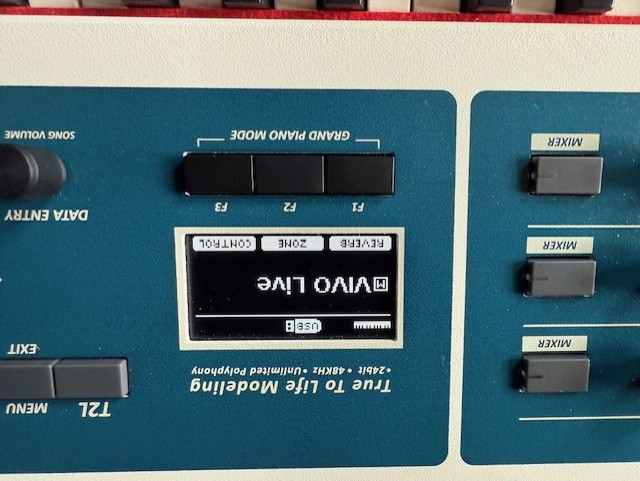 T2L
MENU
EXIT
DATA ENTRY
SONG VOLUME
True To Life Modeling
•24bit •48KHz •Unlimited Polyphony
USB
M VIVO Live
REVERB ZONE CONTROL
F1 F2 F3
GRAND PIANO MODE
MIXER
MIXER
MIXER